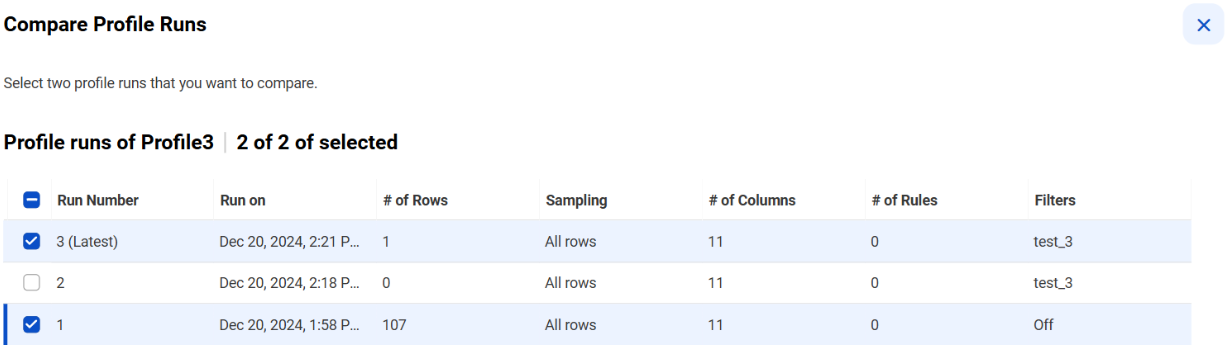 Compare Profile Runs
Select two profile runs that you want to compare.
Profile runs of Profile3 | 2 of 2 of selected
Run Number Run on # of Rows Sampling # of Columns # of Rules Filters
3 (Latest) Dec 20, 2024, 2:21 P... 1 All rows 11 0 test_3
2 Dec 20, 2024, 2:18 P... 0 All rows 11 0 test_3
1 Dec 20, 2024, 1:58 P... 107 All rows 11 0 Off